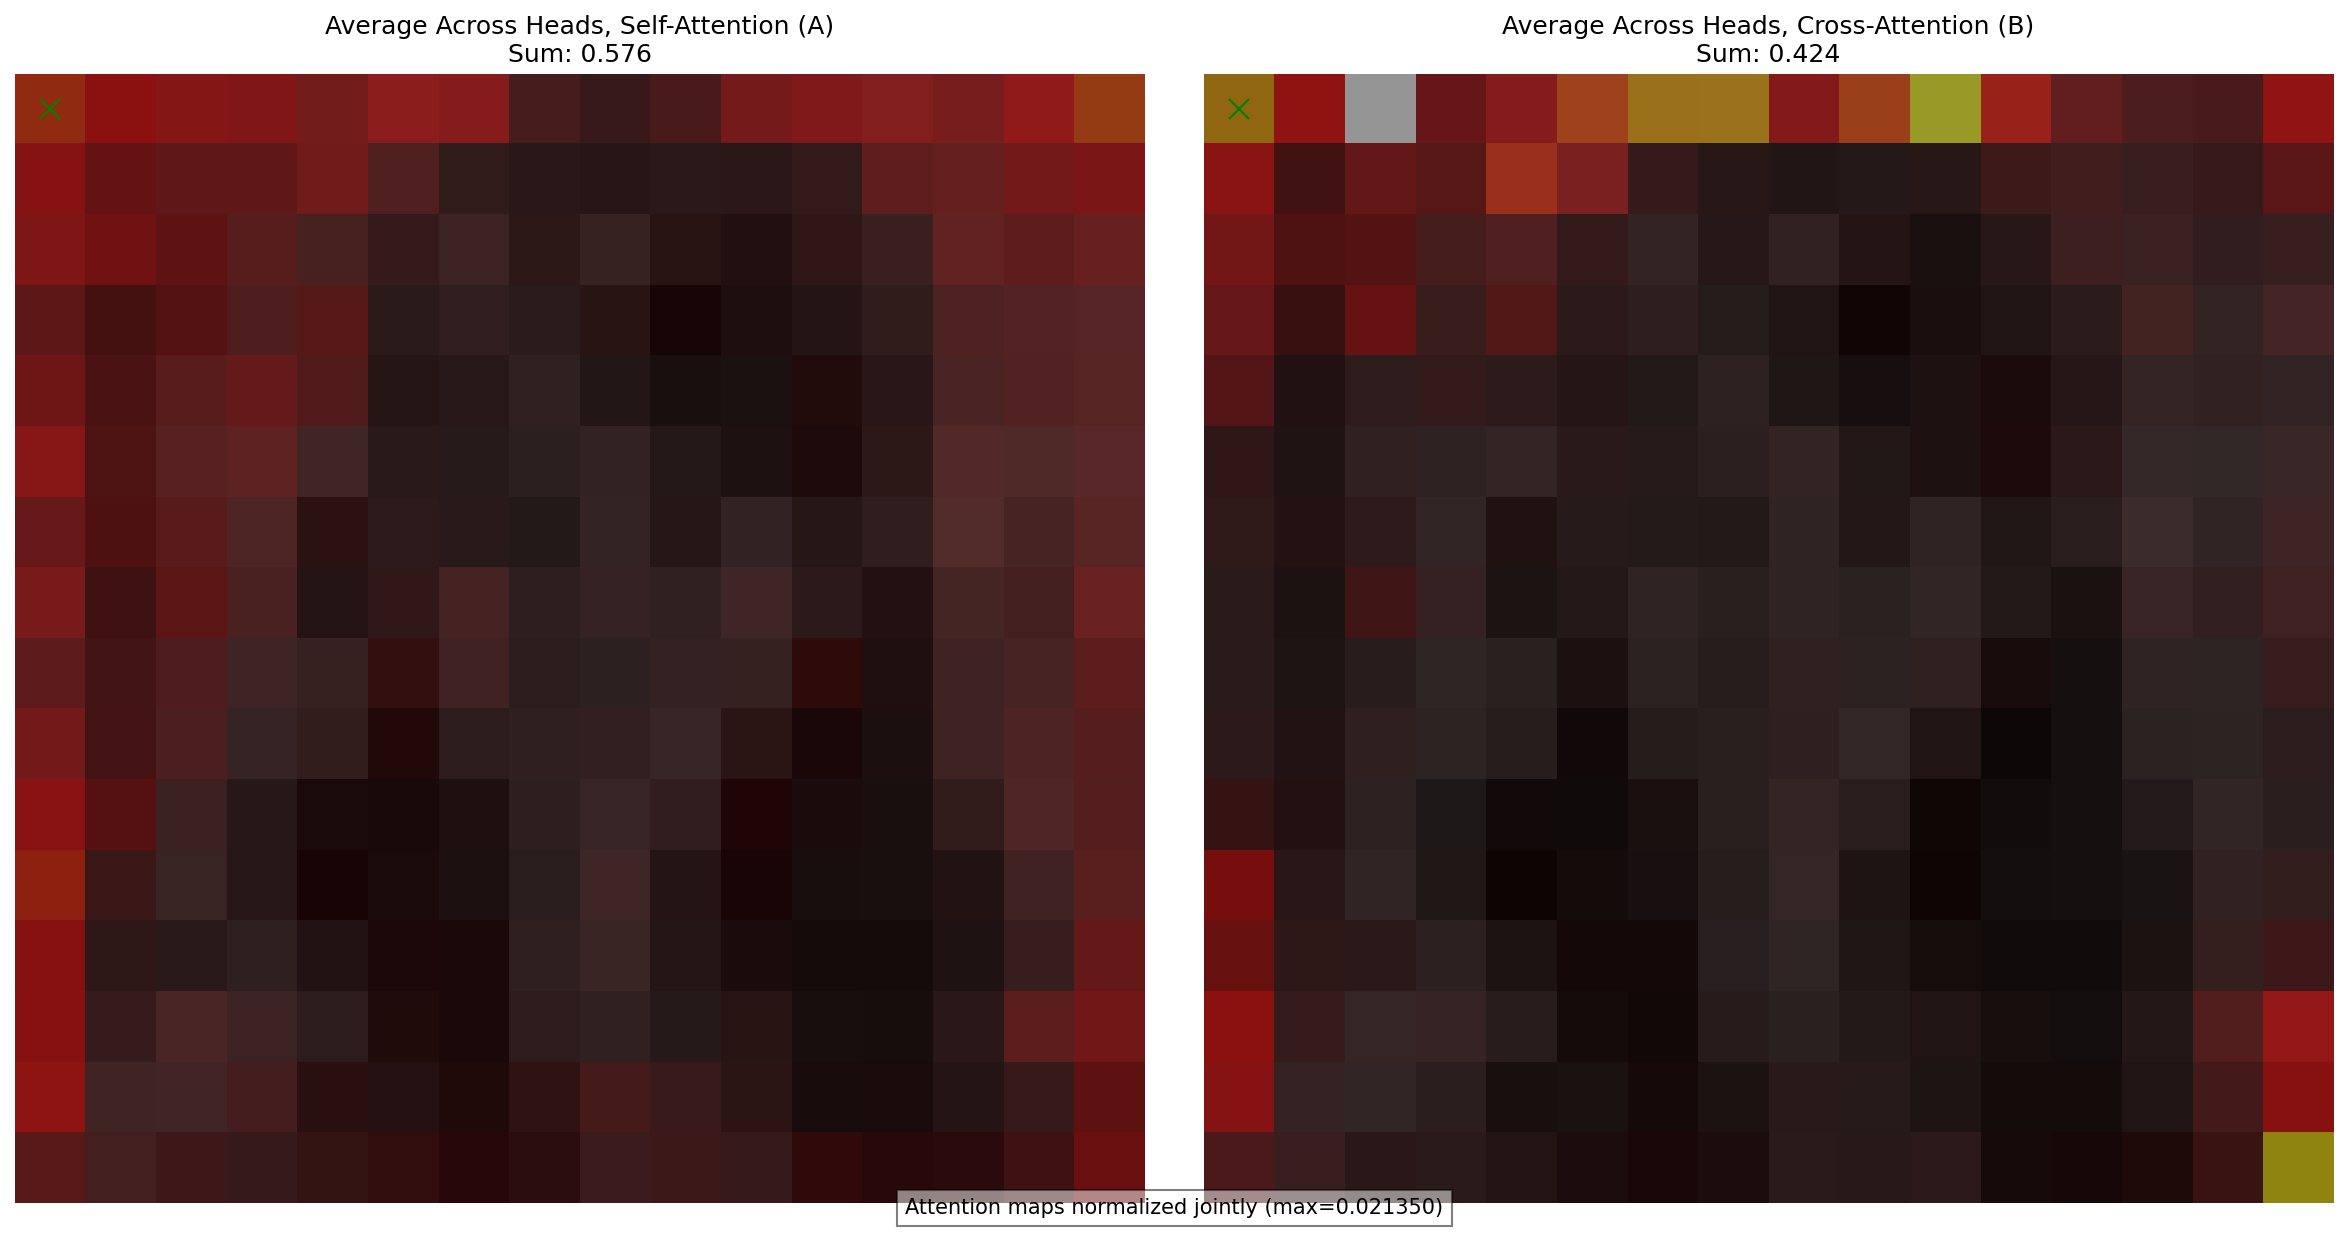 Average Across Heads, Self-Attention (A)
Sum: 0.576
Average Across Heads, Cross-Attention (B)
Sum: 0.424
Attention maps normalized jointly (max=0.021350)